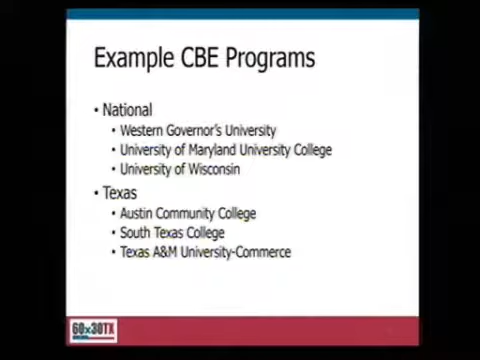 Example CBE Programs
• National
• Western Governor's University
• University of Maryland University College
• University of Wisconsin
• Texas
• Austin Community College
• South Texas College
• Texas A&M University-Commerce
60x30TX